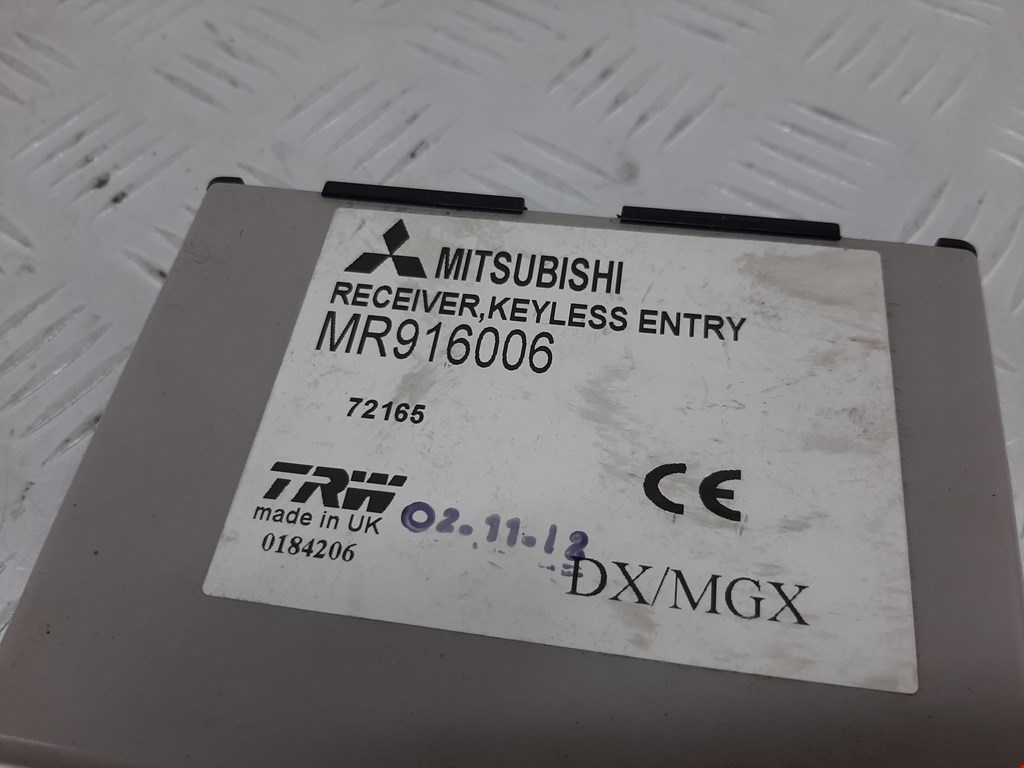 MITSUBISHI
RECEIVER,KEYLESS ENTRY
MR916006
72165
CE
TRW
made in UK
02.11.12
0184206
DX/MGX